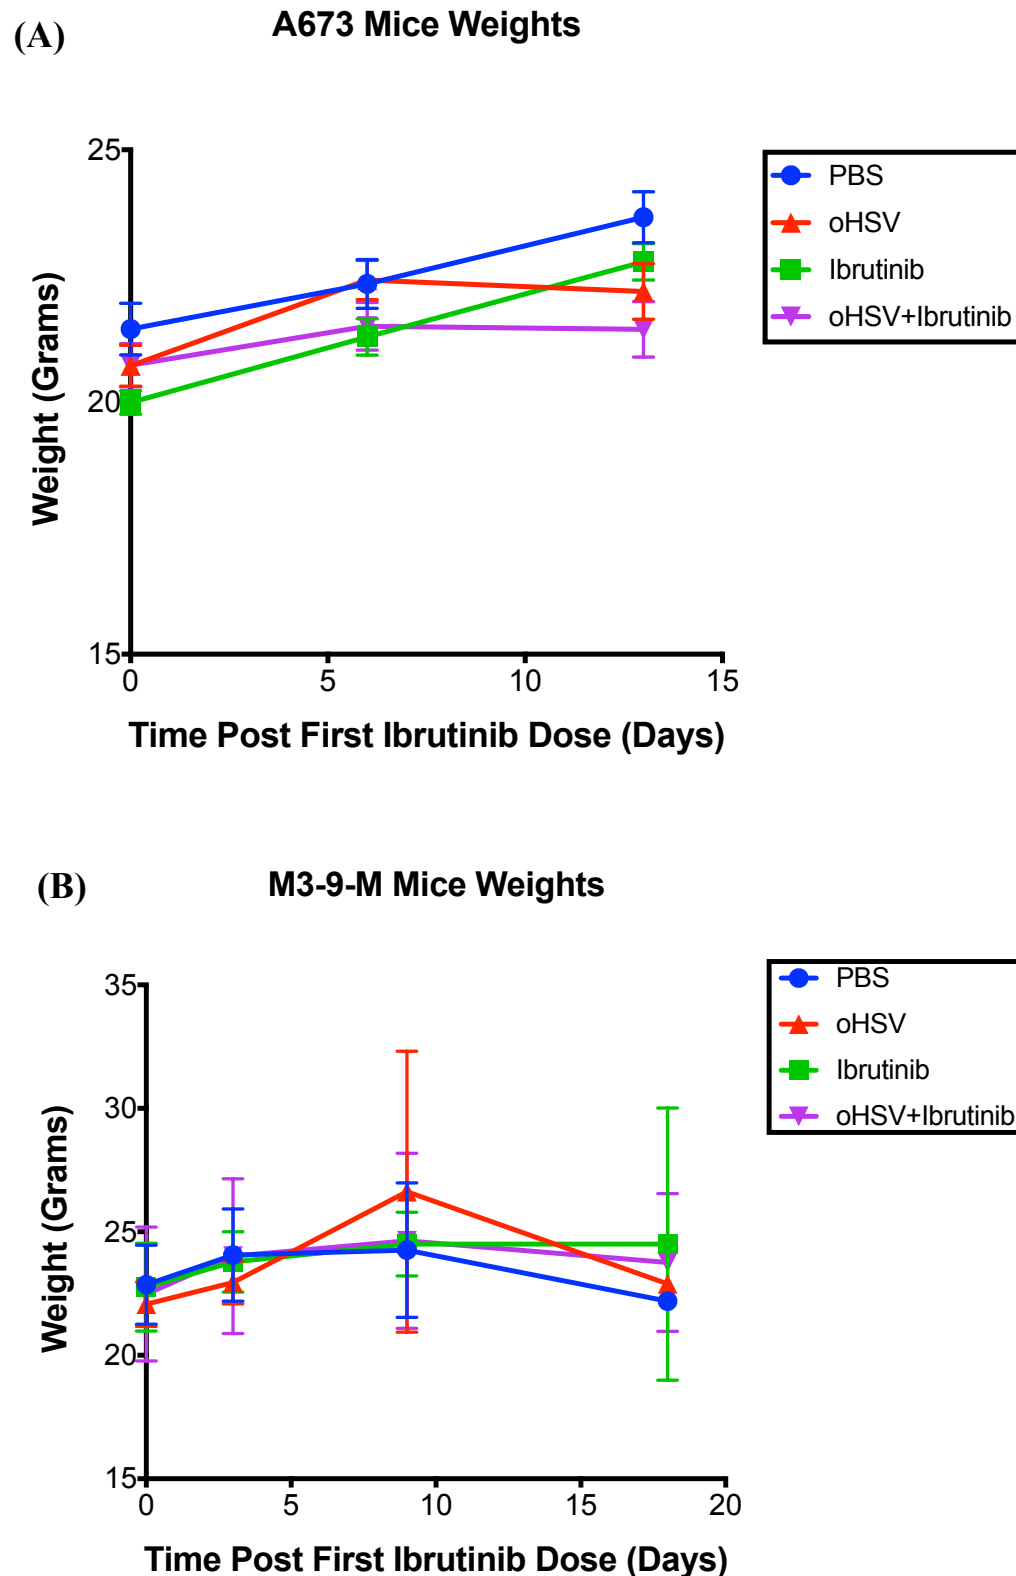 (A)
A673 Mice Weights
25
20
15
0
5
10
15
Weight (Grams)
Time Post First Ibrutinib Dose (Days)
PBS
oHSV
Ibrutinib
oHSV+Ibrutinib
(B)
M3-9-M Mice Weights
35
30
25
20
15
0
5
10
15
20
Weight (Grams)
Time Post First Ibrutinib Dose (Days)
PBS
oHSV
Ibrutinib
oHSV+Ibrutinib